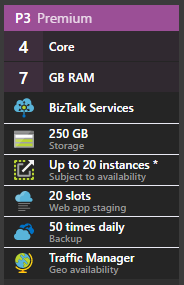 P3 Premium
4 Core
7 GB RAM
BizTalk Services
250 GB
Storage
Up to 20 instances *
Subject to availability
20 slots
Web app staging
50 times daily
Backup
Traffic Manager
Geo availability